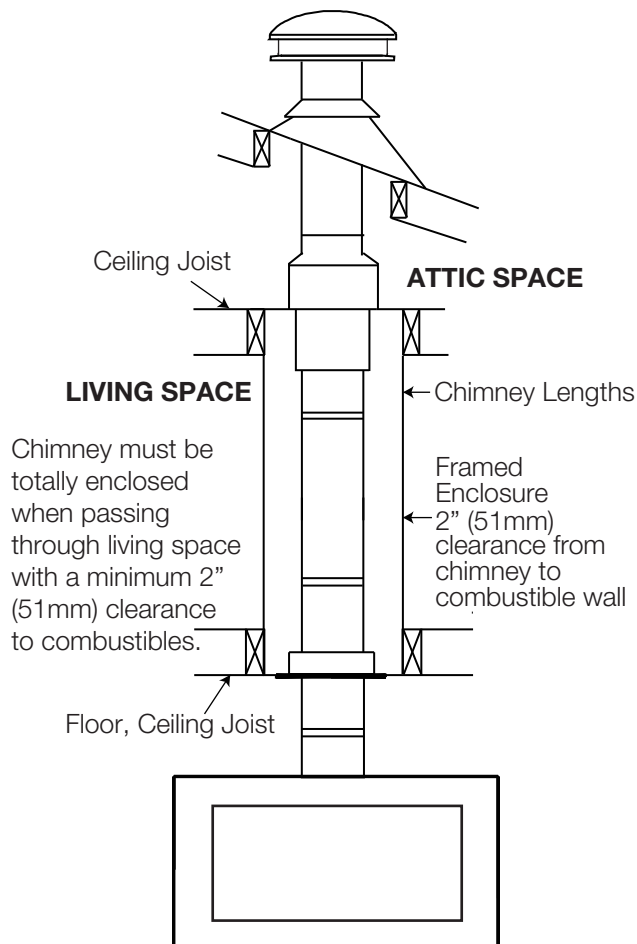 Ceiling Joist
ATTIC SPACE
LIVING SPACE
Chimney Lengths
Chimney must be
totally enclosed
when passing
through living space
with a minimum 2”
(51mm) clearance
to combustibles.
Framed
Enclosure
2” (51mm)
clearance from
chimney to
combustible wall
Floor, Ceiling Joist